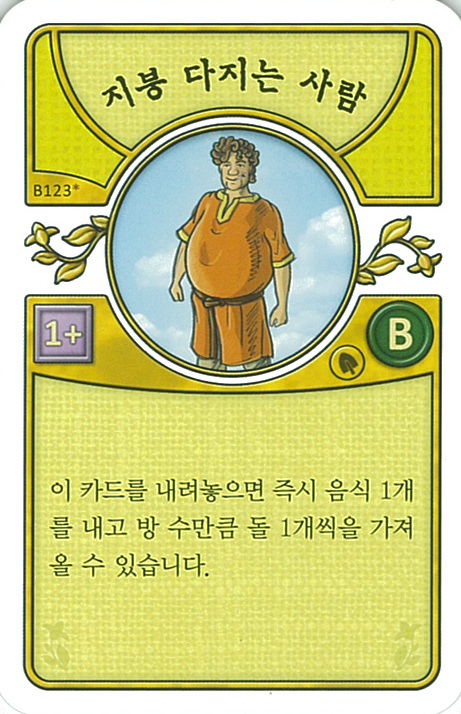 지붕 다지는 사람
B123*
1+
B
이 카드를 내려놓으면 즉시 음식 1개
를 내고 방 수만큼 돌 1개씩을 가져
올 수 있습니다.